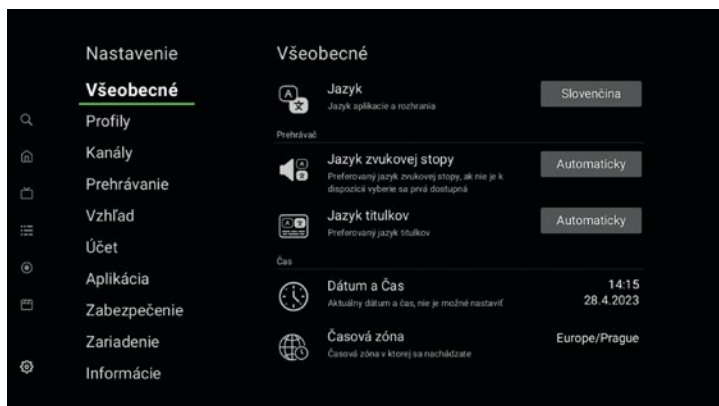 Nastavenie
Všeobecné
Profily
Kanály
Prehrávanie
Vzhľad
Účet
Aplikácia
Zabezpečenie
Zariadenie
Informácie
Všeobecné
Jazyk
Jazyk aplikacie a rozhrania
Slovenčina
Prehrávač
Jazyk zvukovej stopy
Preferovaný jazyk zvukovej stopy, ak nie je k
dispozícii vyberie sa prvá dostupná
Automaticky
Jazyk titulkov
Preferovaný jazyk titulkov
Automaticky
Čas
Dátum a Čas
Aktuálny dátum a čas, nie je možné nastaviť
14:15
28.4.2023
Časová zóna
Časová zóna v ktorej sa nachádzate
Europe/Prague